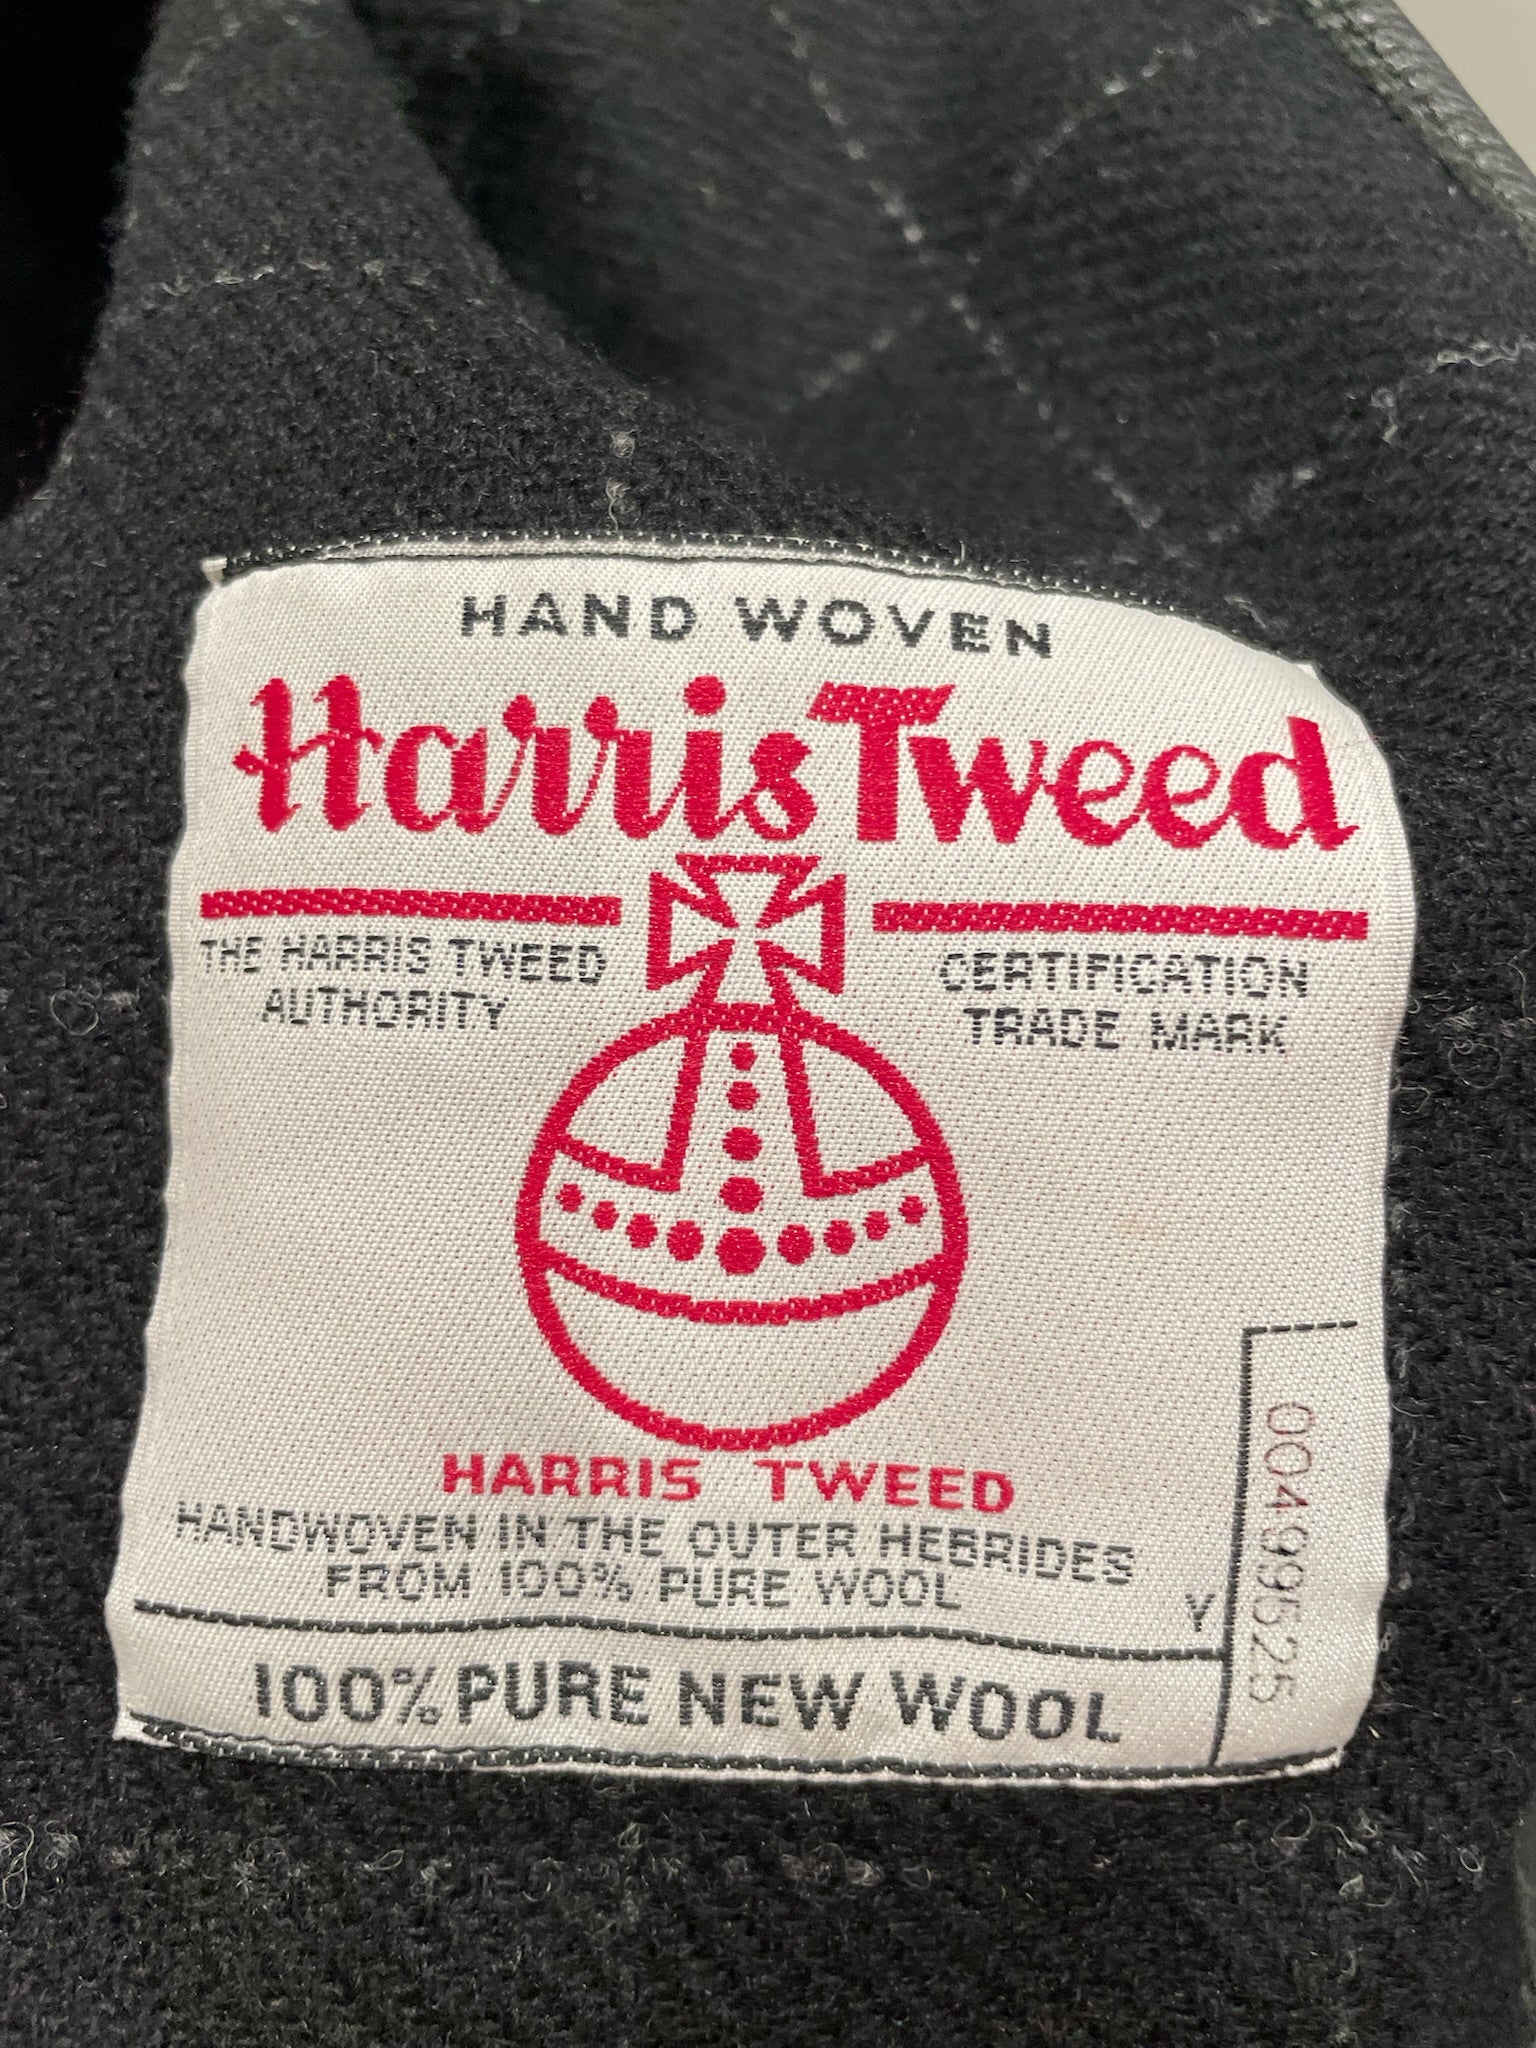 HAND WOVEN
Harris Tweed
THE HARRIS TWEED
AUTHORITY
CERTIFICATION
TRADE MARK
HARRIS TWEED
HANDWOVEN IN THE OUTER HEBRIDES
FROM 100% PURE WOOL
Y
004995525
100% PURE NEW WOOL